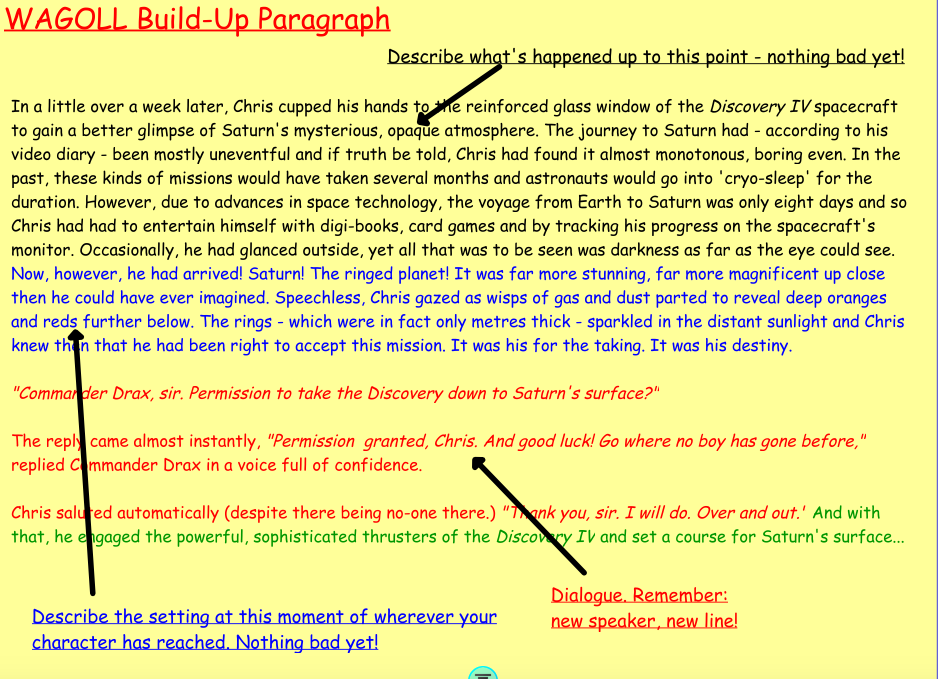 WAGOLL Build-Up Paragraph
Describe what's happened up to this point - nothing bad yet!
In a little over a week later, Chris cupped his hands to the reinforced glass window of the Discovery IV spacecraft
to gain a better glimpse of Saturn's mysterious, opaque atmosphere. The journey to Saturn had - according to his
video diary - been mostly uneventful and if truth be told, Chris had found it almost monotonous, boring even. In the
past, these kinds of missions would have taken several months and astronauts would go into 'cryo-sleep' for the
duration. However, due to advances in space technology, the voyage from Earth to Saturn was only eight days and so
Chris had had to entertain himself with digi-books, card games and by tracking his progress on the spacecraft's
monitor. Occasionally, he had glanced outside, yet all that was to be seen was darkness as far as the eye could see.
Now, however, he had arrived! Saturn! The ringed planet! It was far more stunning, far more magnificent up close
then he could have ever imagined. Speechless, Chris gazed as wisps of gas and dust parted to reveal deep oranges
and reds further below. The rings - which were in fact only metres thick - sparkled in the distant sunlight and Chris
knew then that he had been right to accept this mission. It was his for the taking. It was his destiny.
"Commander Drax, sir. Permission to take the Discovery down to Saturn's surface?"
The reply came almost instantly, "Permission  granted, Chris. And good luck! Go where no boy has gone before,"
replied Commander Drax in a voice full of confidence.
Chris saluted automatically (despite there being no-one there.) "Thank you, sir. I will do. Over and out.' And with
that, he engaged the powerful, sophisticated thrusters of the Discovery IV and set a course for Saturn's surface...
Dialogue. Remember:
new speaker, new line!
Describe the setting at this moment of wherever your
character has reached. Nothing bad yet!